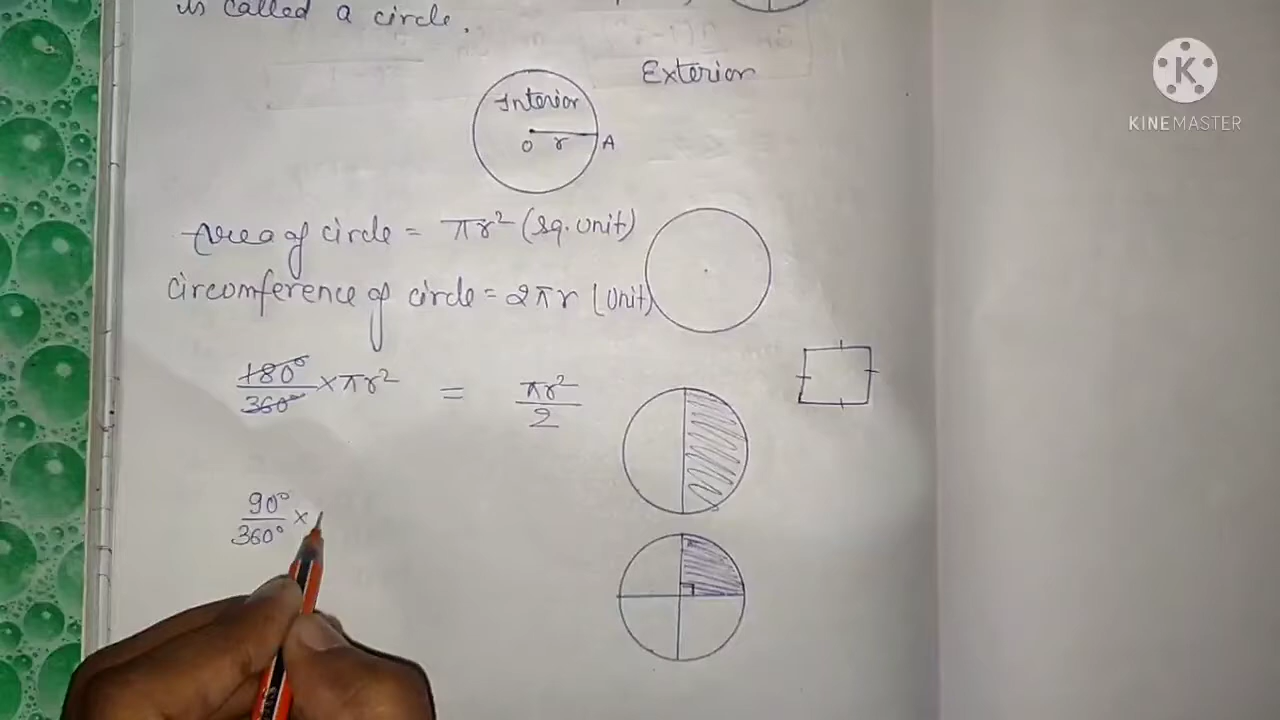 is called a circle.
Exterior
Interior
O r A
Area of circle = πr² (sq. unit)
circomference of circle = 2πr (unit)
180°/360° × πr² = πr²/2
90°/360° ×
K
KINEMASTER